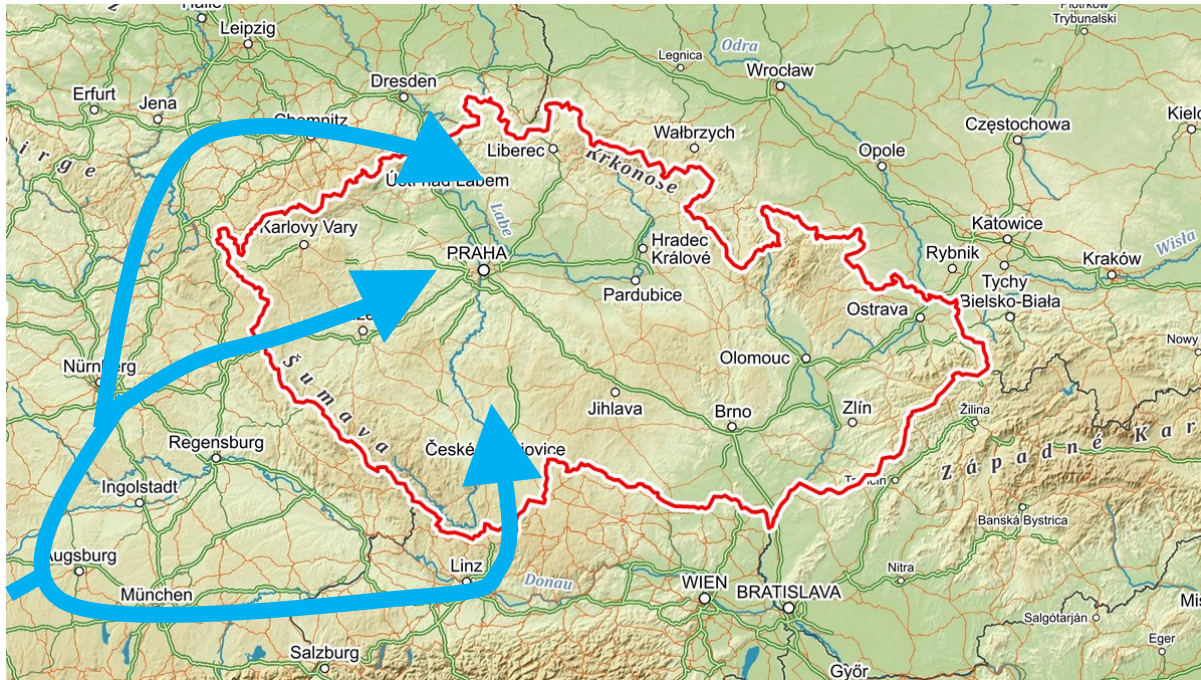 Leipzig
Piotrków
Trybunalski
Odra
Legnica
Dresden
Wrocław
Erfurt
Jena
Chemnitz
Kielc
Częstochowa
Wałbrzych
Liberec
Krkonoše
Opole
Ústí nad Labem
Labe
Karlovy Vary
Katowice
Wisła
PRAHA
Hradec
Králové
Rybnik
Kraków
Tychy
Pardubice
Bielsko-Biała
Ostrava
Nowy
Olomouc
Nürnberg
Šumava
Jihlava
Brno
Zlín
Žilina
Regensburg
České
jovice
Západné Kar
Ingolstadt
Banská Bystrica
Augsburg
Linz
Nitra
Donau
WIEN
BRATISLAVA
München
Mis
Salgótarján
Eger
Salzburg
Győr